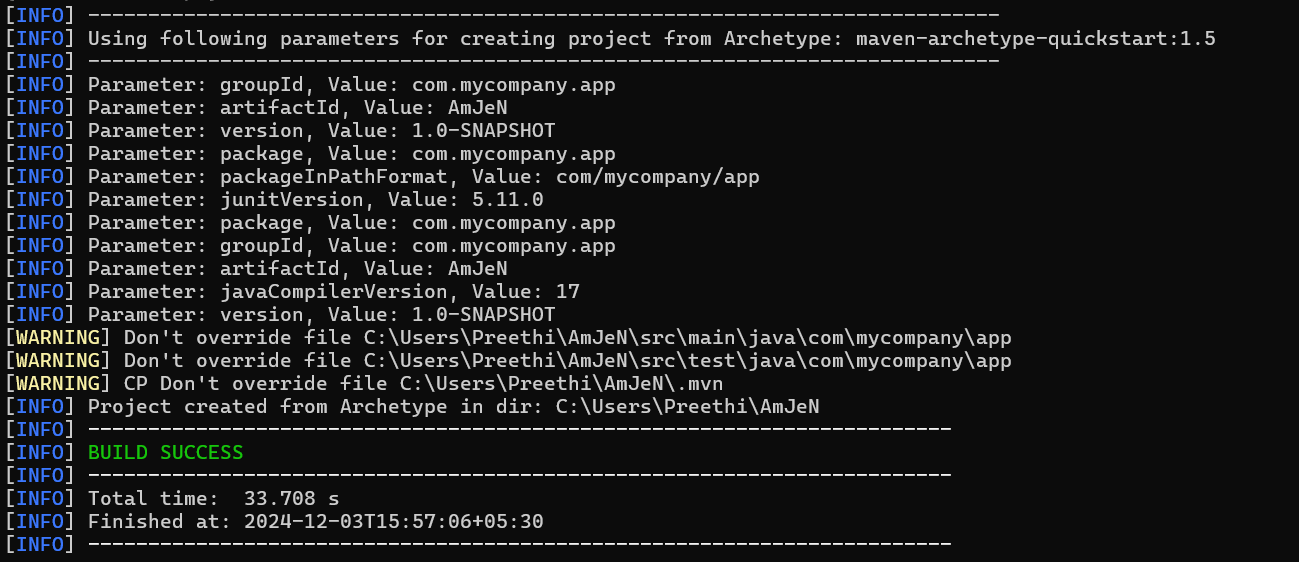 [INFO] ----------------------------------------------------------------------------
[INFO] Using following parameters for creating project from Archetype: maven-archetype-quickstart:1.5
[INFO] ----------------------------------------------------------------------------
[INFO] Parameter: groupId, Value: com.mycompany.app
[INFO] Parameter: artifactId, Value: AmJeN
[INFO] Parameter: version, Value: 1.0-SNAPSHOT
[INFO] Parameter: package, Value: com.mycompany.app
[INFO] Parameter: packageInPathFormat, Value: com/mycompany/app
[INFO] Parameter: junitVersion, Value: 5.11.0
[INFO] Parameter: package, Value: com.mycompany.app
[INFO] Parameter: groupId, Value: com.mycompany.app
[INFO] Parameter: artifactId, Value: AmJeN
[INFO] Parameter: javaCompilerVersion, Value: 17
[INFO] Parameter: version, Value: 1.0-SNAPSHOT
[WARNING] Don't override file C:\Users\Preethi\AmJeN\src\main\java\com\mycompany\app
[WARNING] Don't override file C:\Users\Preethi\AmJeN\src\test\java\com\mycompany\app
[WARNING] CP Don't override file C:\Users\Preethi\AmJeN\.mvn
[INFO] Project created from Archetype in dir: C:\Users\Preethi\AmJeN
[INFO] ------------------------------------------------------------------------
[INFO] BUILD SUCCESS
[INFO] ------------------------------------------------------------------------
[INFO] Total time:  33.708 s
[INFO] Finished at: 2024-12-03T15:57:06+05:30
[INFO] ------------------------------------------------------------------------